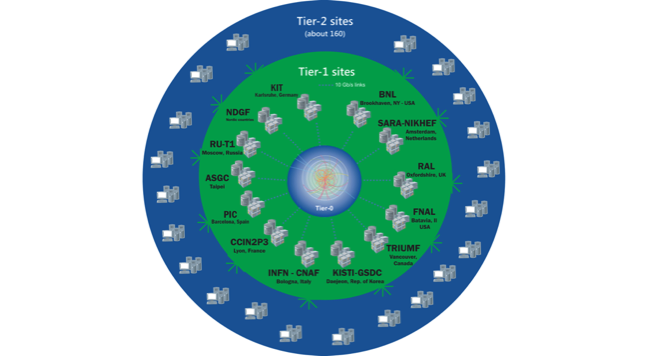 Tier-2 sites
(about 160)
Tier-1 sites
10 Gb/s links
KIT
Karlsruhe, Germany
BNL
Brookhaven, NY - USA
NDGF
Nordic countries
SARA-NIKHEF
Amsterdam,
Netherlands
RU-T1
Moscow, Russia
RAL
Oxfordshire, UK
ASGC
Taipei
PIC
Barcelona, Spain
FNAL
Batavia, Il
USA
CCIN2P3
Lyon, France
TRIUMF
Vancouver,
Canada
INFN - CNAF
Bologna, Italy
KISTI-GSDC
Daejeon, Rep. of Korea
Tier-0